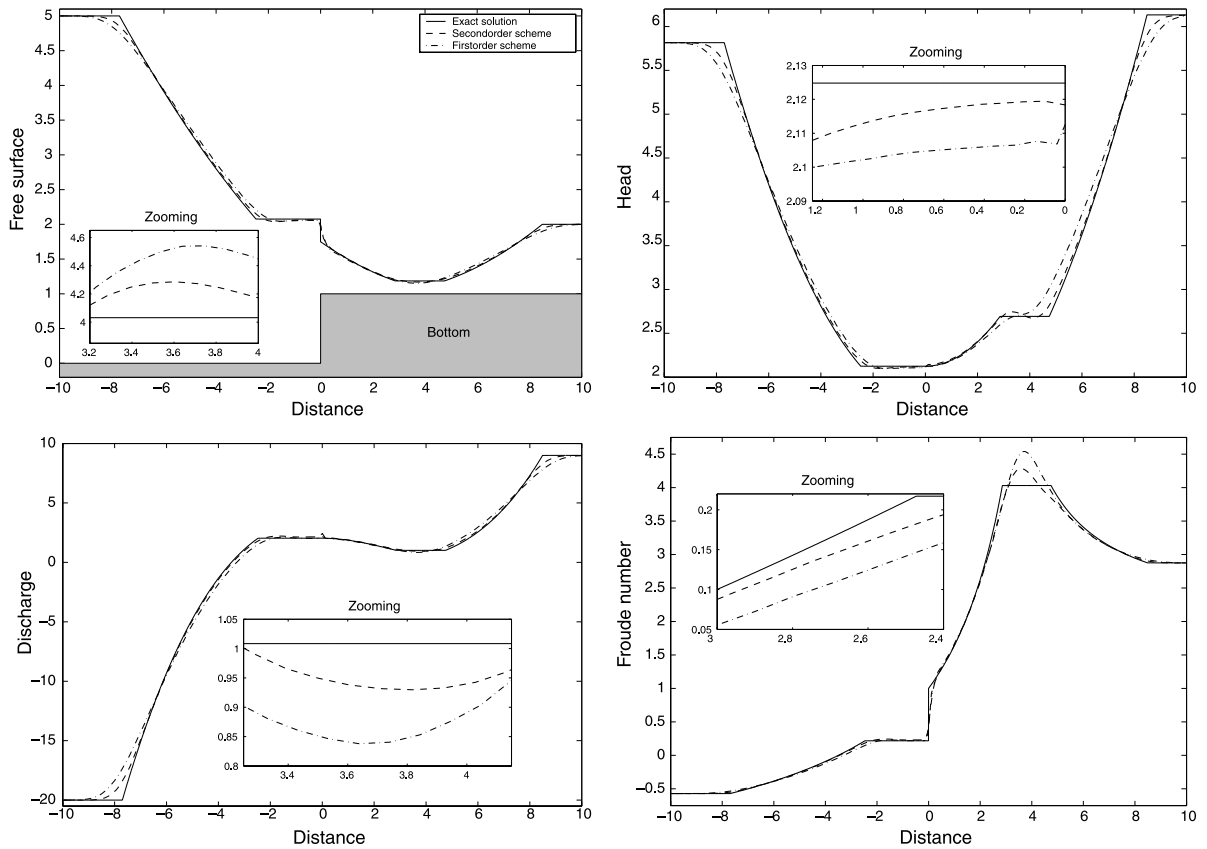 Exact solution
Secondorder scheme
Firstorder scheme
Free surface
5
4.5
4
3.5
3
2.5
2
1.5
1
0.5
0
Zooming
4.6
4.4
4.2
4
3.2 3.4 3.6 3.8 4
Bottom
−10 −8 −6 −4 −2 0 2 4 6 8 10
Distance
Head
6
5.5
5
4.5
4
3.5
3
2.5
2
Zooming
2,13
2,12
2,11
2.1
2.09
1.2 1 0.8 0.6 0.4 0.2 0
−10 −8 −6 −4 −2 0 2 4 6 8 10
Distance
Discharge
10
5
0
−5
−10
−15
−20
Zooming
1.05
1
0.95
0.9
0.85
0.8
3.4 3.6 3.8 4
−10 −8 −6 −4 −2 0 2 4 6 8 10
Distance
Froude number
4.5
4
3.5
3
2.5
2
1.5
1
0.5
0
−0.5
Zooming
0.2
0.15
0.1
0.05
3 2,8 2.6 2.4
−10 −8 −6 −4 −2 0 2 4 6 8 10
Distance